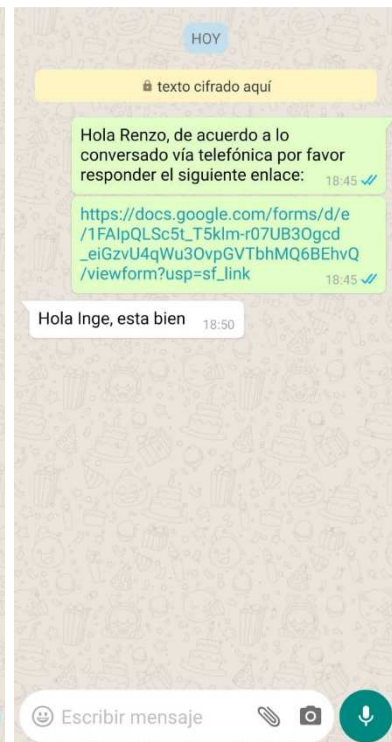 HOY
texto cifrado aquí
Hola Renzo, de acuerdo a lo
conversado vía telefónica por favor
responder el siguiente enlace:
18:45
https://docs.google.com/forms/d/e
/1FAIpQLSc5t_T5klm-r07UB3Ogcd
_eiGzvU4qWu3OvpGVTbhMQ6BEhvQ
/viewform?usp=sf_link
18:45
Hola Inge, esta bien
18:50
Escribir mensaje